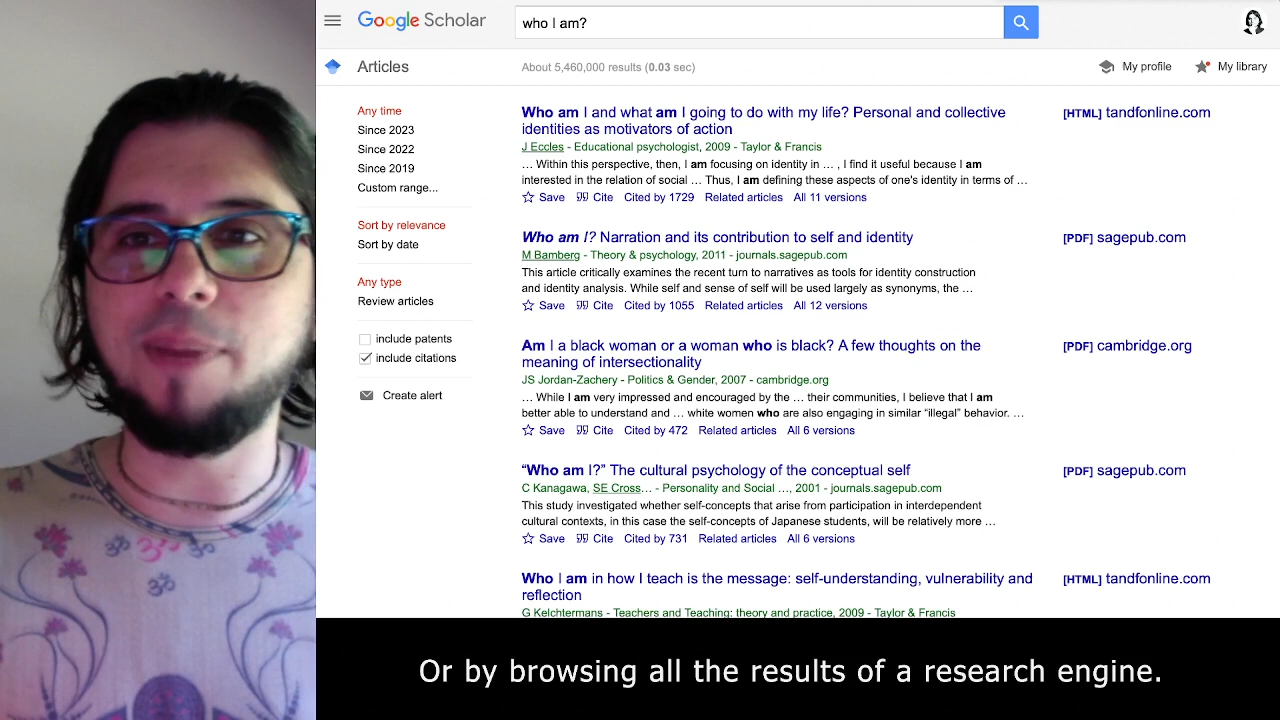 Google Scholar
who I am?
Articles
About 5,460,000 results (0.03 sec)
My profile
My library
Any time
Since 2023
Since 2022
Since 2019
Custom range...
Sort by relevance
Sort by date
Any type
Review articles
include patents
include citations
Create alert
Who am I and what am I going to do with my life? Personal and collective
identities as motivators of action
J Eccles - Educational psychologist, 2009 - Taylor & Francis
… Within this perspective, then, I am focusing on identity in … , I find it useful because I am
interested in the relation of social … Thus, I am defining these aspects of one's identity in terms of …
Save Cite Cited by 1729 Related articles All 11 versions
[HTML] tandfonline.com
Who am I? Narration and its contribution to self and identity
M Bamberg - Theory & psychology, 2011 - journals.sagepub.com
This article critically examines the recent turn to narratives as tools for identity construction
and identity analysis. While self and sense of self will be used largely as synonyms, the …
Save Cite Cited by 1055 Related articles All 12 versions
[PDF] sagepub.com
Am I a black woman or a woman who is black? A few thoughts on the
meaning of intersectionality
JS Jordan-Zachery - Politics & Gender, 2007 - cambridge.org
… While I am very impressed and encouraged by the … their communities, I believe that I am
better able to understand and … white women who are also engaging in similar “illegal” behavior. …
Save Cite Cited by 472 Related articles All 6 versions
[PDF] cambridge.org
“Who am I?” The cultural psychology of the conceptual self
C Kanagawa, SE Cross… - Personality and Social …, 2001 - journals.sagepub.com
This study investigated whether self-concepts that arise from participation in interdependent
cultural contexts, in this case the self-concepts of Japanese students, will be relatively more …
Save Cite Cited by 731 Related articles All 6 versions
[PDF] sagepub.com
Who I am in how I teach is the message: self-understanding, vulnerability and
reflection
G Kelchtermans - Teachers and Teaching: theory and practice, 2009 - Taylor & Francis
[HTML] tandfonline.com
ॐ ॐ ॐ
ॐ
Or by browsing all the results of a research engine.